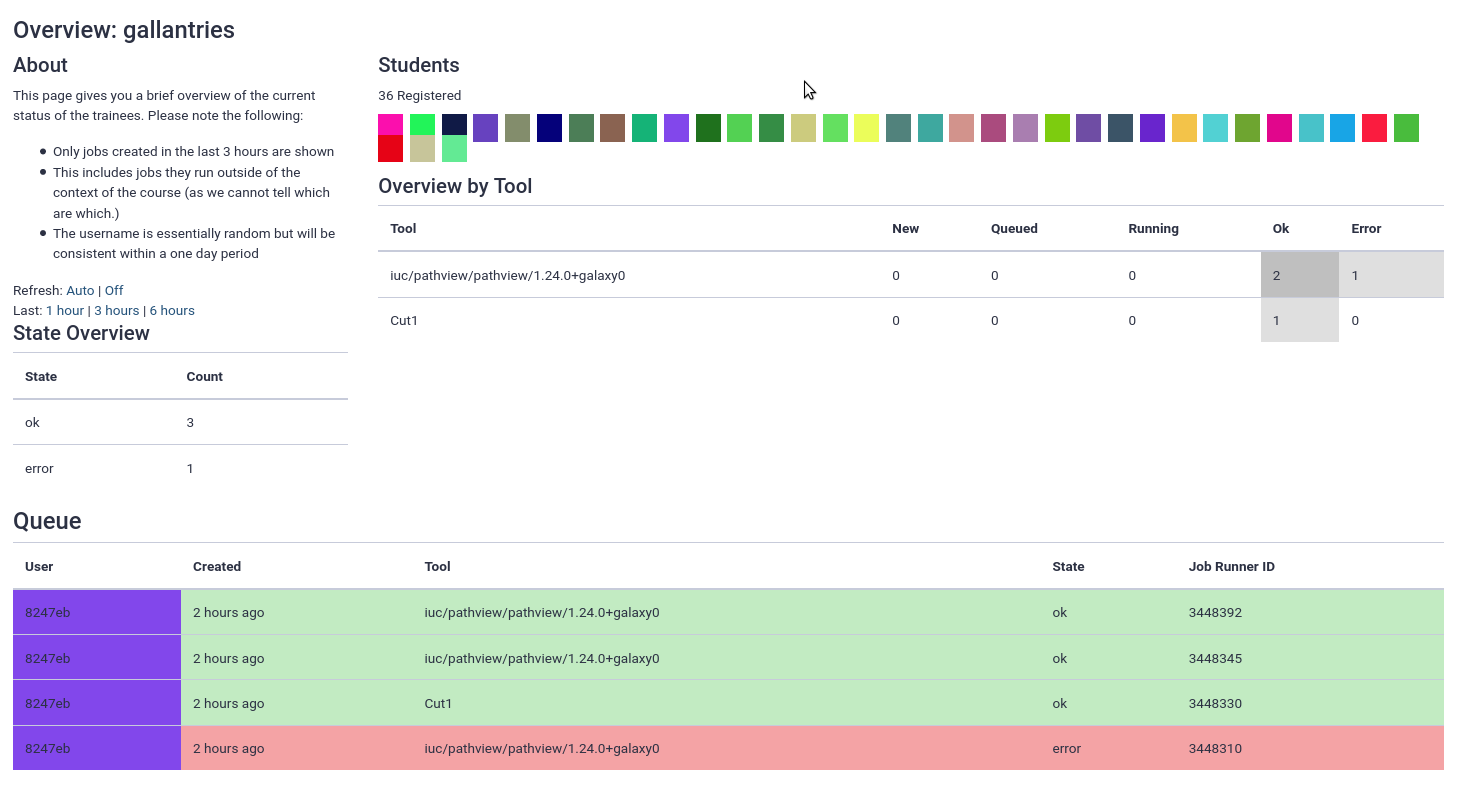 Overview: gallantries
About
This page gives you a brief overview of the current
status of the trainees. Please note the following:
Only jobs created in the last 3 hours are shown
This includes jobs they run outside of the
context of the course (as we cannot tell which
are which.)
The username is essentially random but will be
consistent within a one day period
Refresh: Auto | Off
Last: 1 hour | 3 hours | 6 hours
State Overview
State Count
ok 3
error 1
Students
36 Registered
Overview by Tool
Tool New Queued Running Ok Error
iuc/pathview/pathview/1.24.0+galaxy0 0 0 0 2 1
Cut1 0 0 0 1 0
Queue
User Created Tool State Job Runner ID
8247eb 2 hours ago iuc/pathview/pathview/1.24.0+galaxy0 ok 3448392
8247eb 2 hours ago iuc/pathview/pathview/1.24.0+galaxy0 ok 3448345
8247eb 2 hours ago Cut1 ok 3448330
8247eb 2 hours ago iuc/pathview/pathview/1.24.0+galaxy0 error 3448310